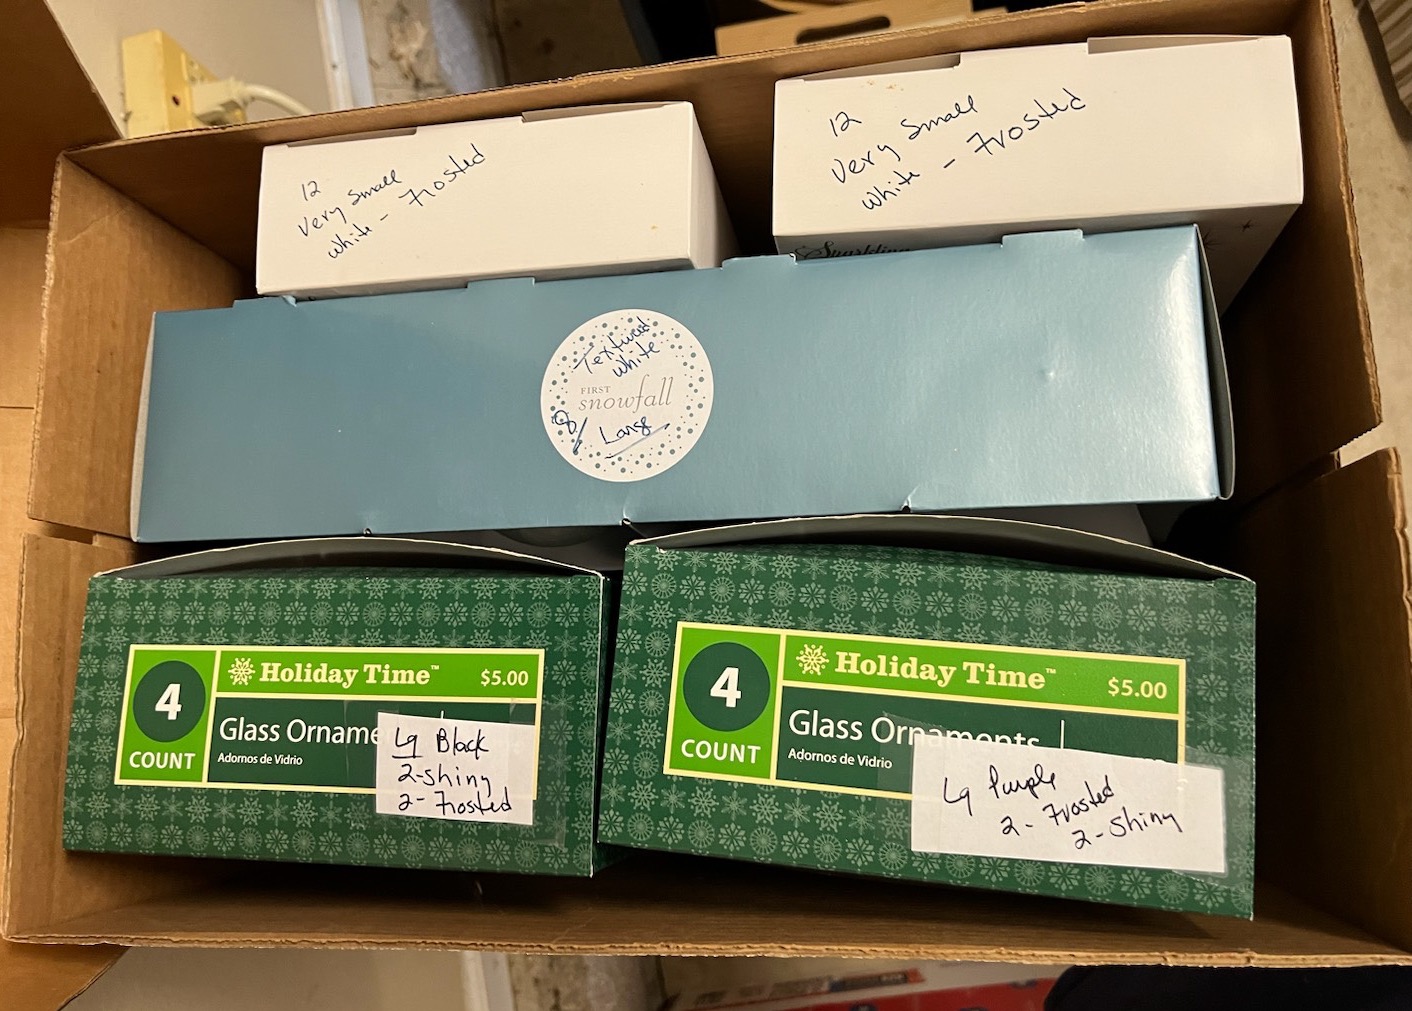 12
Very Small
White - Frosted
12
Very Small
White - Frosted
Sparkling
Textured
White
FIRST
snowfall
8/ Large
4
COUNT
Holiday Time™ $5.00
Glass Orname
Adornos de Vidrio
Lg Black
2-Shiny
2-Frosted
4
COUNT
Holiday Time™ $5.00
Glass Ornaments
Adornos de Vidrio
Lg Purple
2-Frosted
2-Shiny